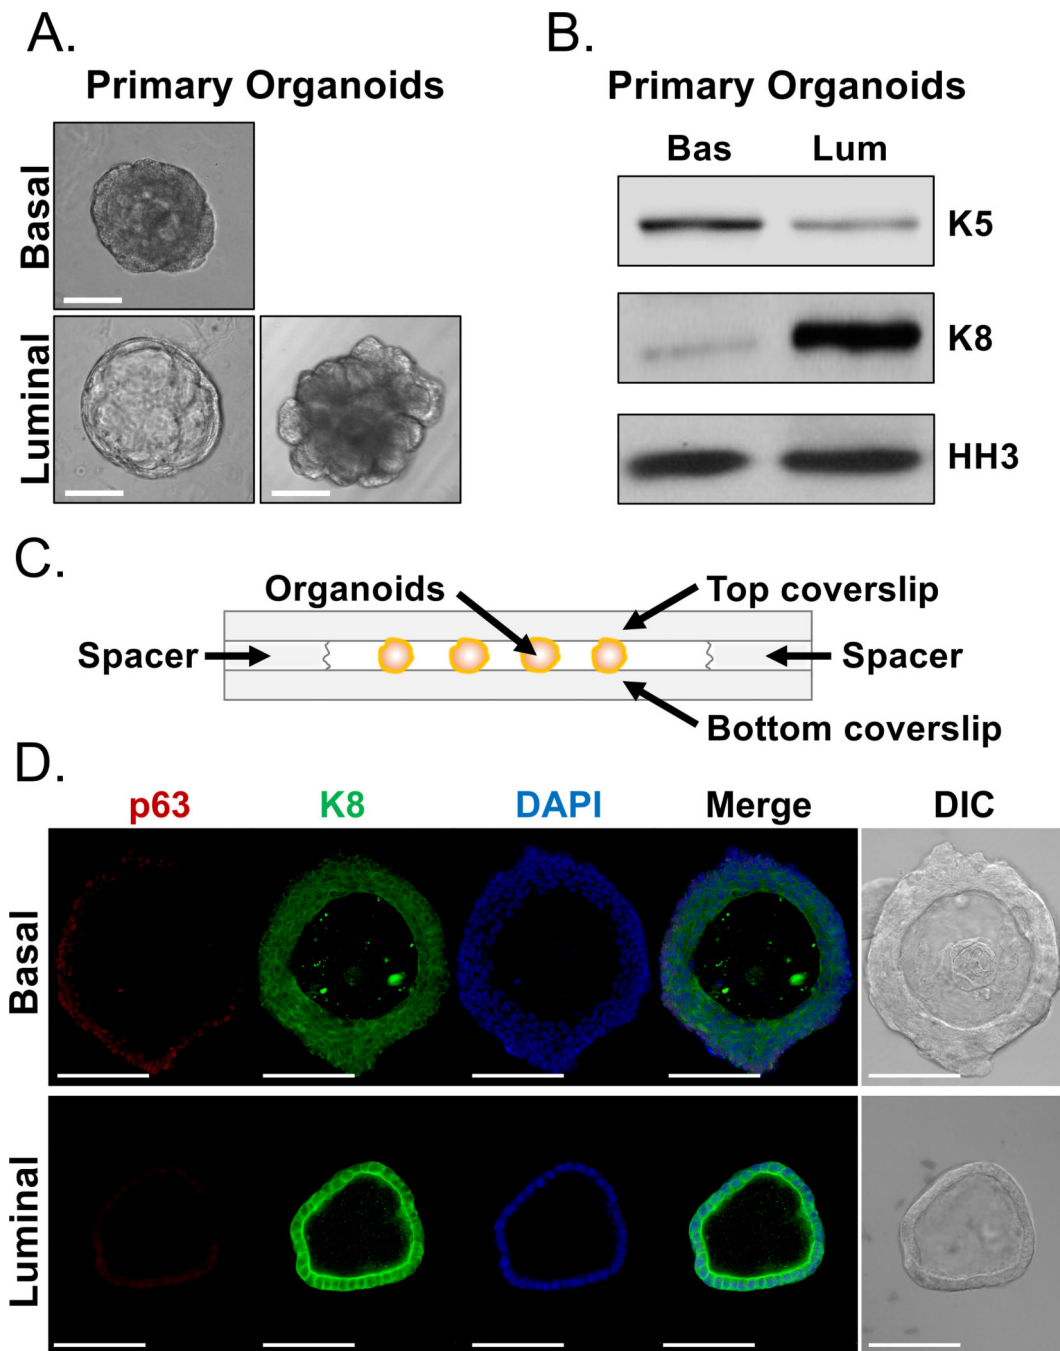 A.
Primary Organoids
Basal
Luminal
B.
Primary Organoids
Bas Lum
K5
K8
HH3
C.
Organoids
Top coverslip
Spacer
Spacer
Bottom coverslip
D.
p63 K8 DAPI Merge DIC
Basal
Luminal